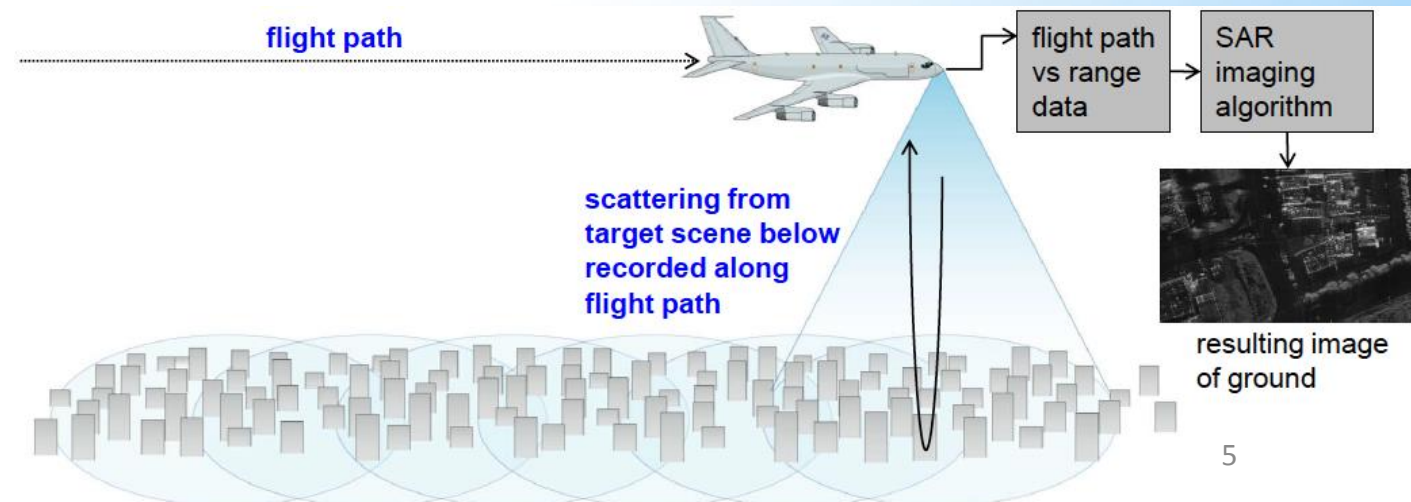 flight path
flight path
vs range
data
SAR
imaging
algorithm
scattering from
target scene below
recorded along
flight path
resulting image
of ground
5